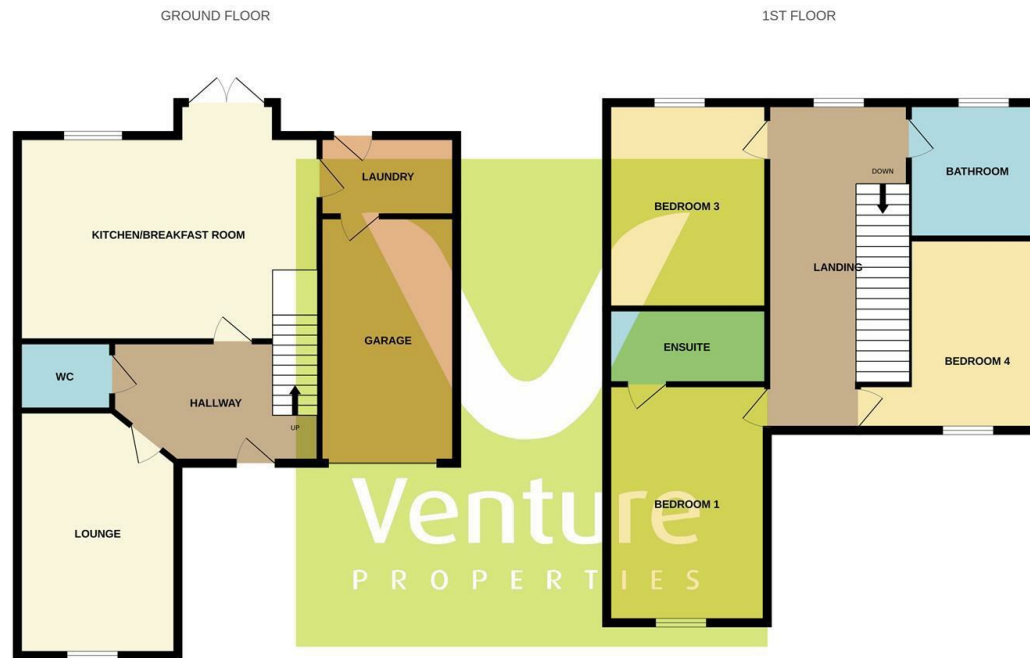 GROUND FLOOR
1ST FLOOR
LAUNDRY
KITCHEN/BREAKFAST ROOM
GARAGE
WC
HALLWAY
UP
LOUNGE
BATHROOM
DOWN
BEDROOM 3
LANDING
ENSUITE
BEDROOM 4
BEDROOM 1
Venture
PROPERTIES